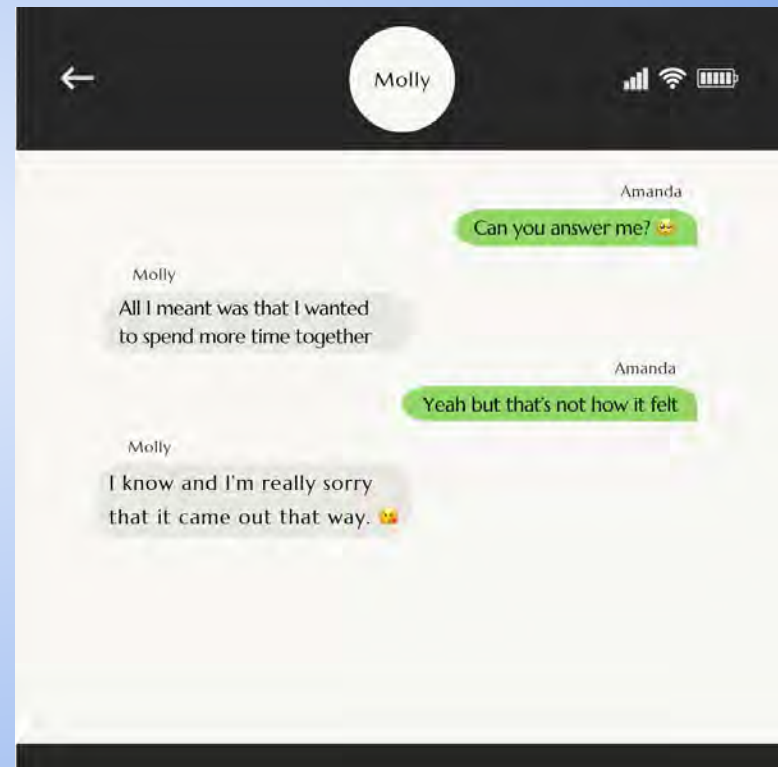 Molly
Amanda
Can you answer me? 🥺
Molly
All I meant was that I wanted
to spend more time together
Amanda
Yeah but that's not how it felt
Molly
I know and I'm really sorry
that it came out that way. 😘